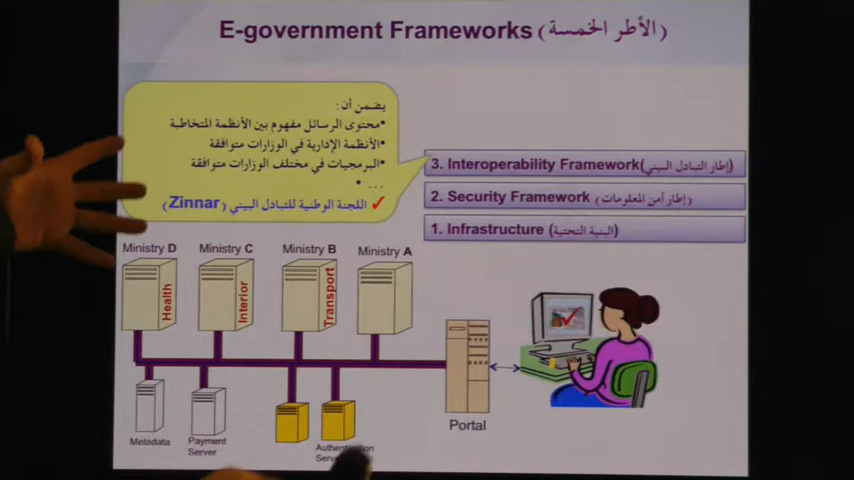 E-government Frameworks (الأطر الخمسة)
يضمن أن:
•محتوى الرسائل مفهوم بين الأنظمة المتخاطبة
•الأنظمة الإدارية في الوزارات متوافقة
•البرمجيات في مختلف الوزارات متوافقة
• ...
✓ اللجنة الوطنية للتبادل البيني (Zinnar)
3. Interoperability Framework(إطار التبادل البيني)
2. Security Framework (إطار أمن المعلومات)
1. Infrastructure (البنية التحتية)
Ministry D
Ministry C
Ministry B
Ministry A
Health
Interior
Transport
Portal
Metadata
Payment
Server
Authentication